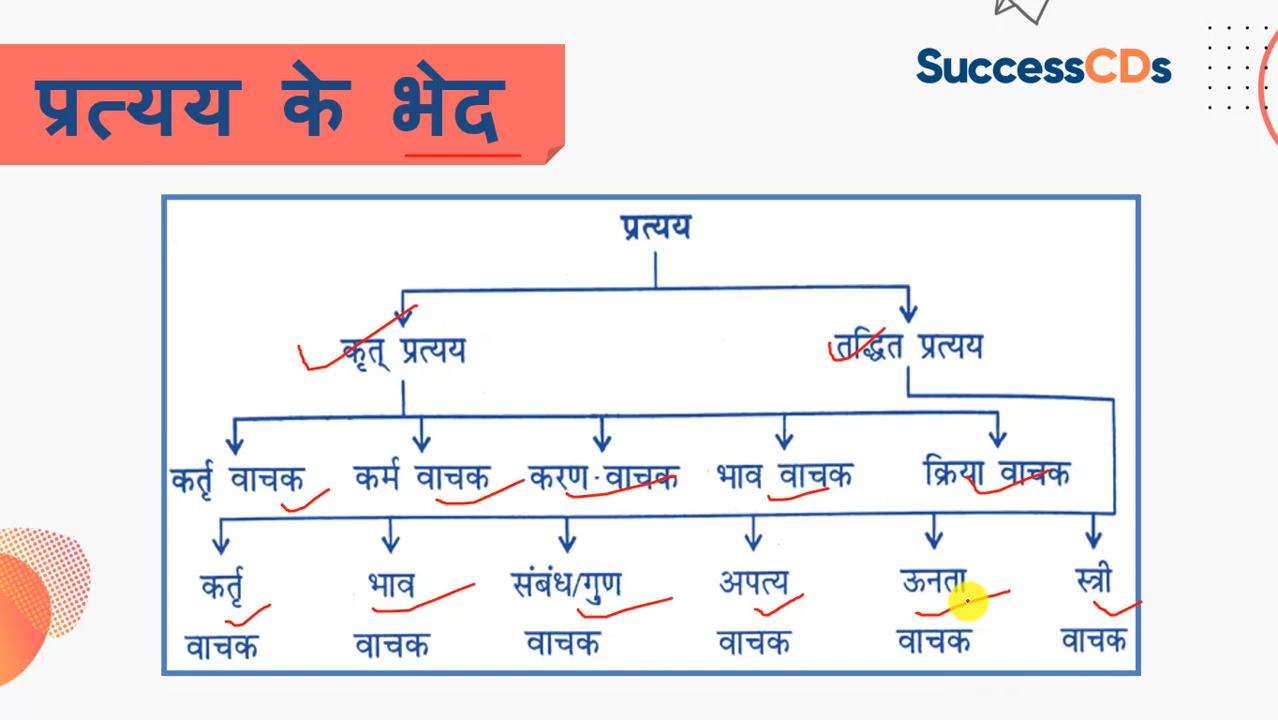 SuccessCDs
प्रत्यय के भेद
प्रत्यय
कृत् प्रत्यय तद्धित प्रत्यय
कर्तृ वाचक कर्म वाचक करण·वाचक भाव वाचक क्रिया वाचक
कर्तृ भाव संबंध/गुण अपत्य ऊनता स्त्री
वाचक वाचक वाचक वाचक वाचक वाचक